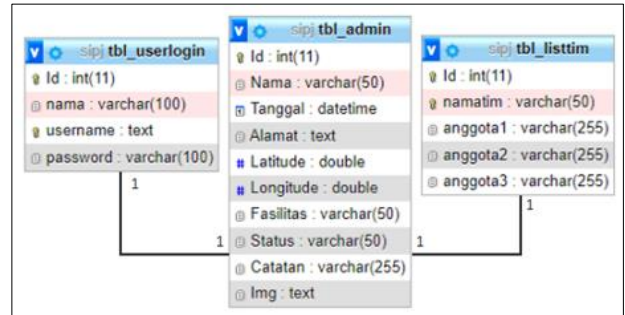 sipj tbl_userlogin
Id : int(11)
nama : varchar(100)
username : text
password : varchar(100)
1
sipj tbl_admin
Id : int(11)
Nama : varchar(50)
Tanggal : datetime
Alamat : text
# Latitude : double
# Longitude : double
Fasilitas : varchar(50)
Status : varchar(50)
Catatan : varchar(255)
Img : text
1
1
sipj tbl_listtim
Id : int(11)
namatim : varchar(50)
anggota1 : varchar(255)
anggota2 : varchar(255)
anggota3 : varchar(255)
1